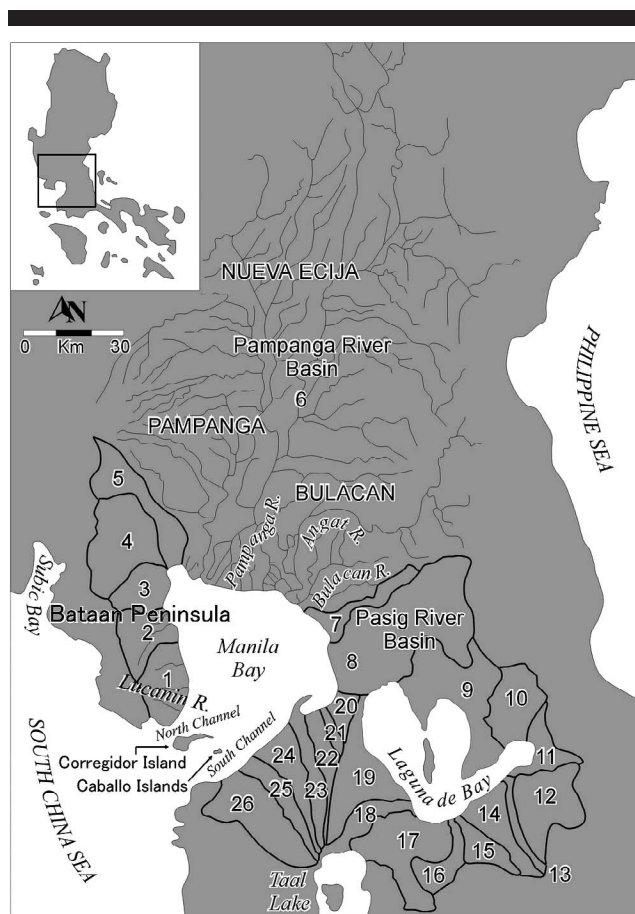 N
0 Km 30
NUEVA ECIJA
Pampanga River
Basin
6
PAMPANGA
BULACAN
PHILIPPINE SEA
5
4
3
2
1
Pampanga R.
Angat R.
Bulacan R.
Subic Bay
Bataan Peninsula
Manila
Bay
7
Pasig River
Basin
8
9
10
11
12
13
14
15
16
17
18
19
20
21
22
23
24
25
26
Lucanin R.
North Channel
South Channel
Corregidor Island
Caballo Islands
SOUTH CHINA SEA
Laguna de Bay
Taal
Lake